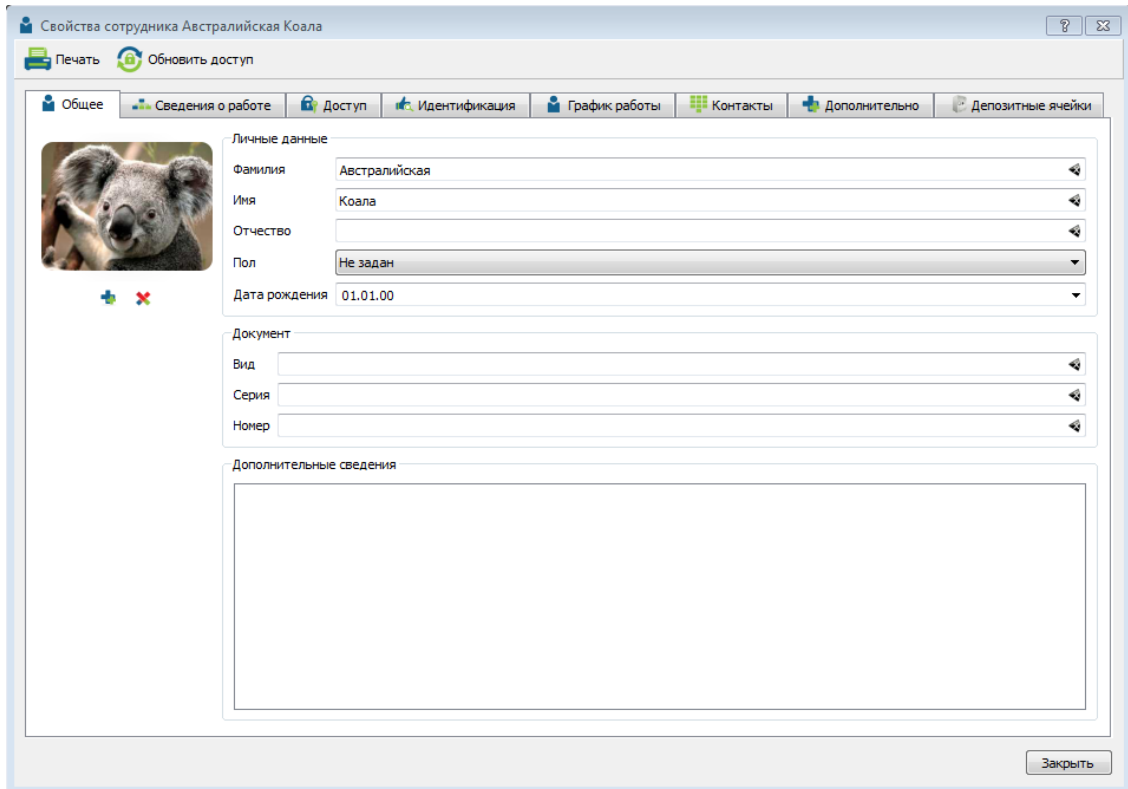 Свойства сотрудника Австралийская Коала
Печать Обновить доступ
Общее Сведения о работе Доступ Идентификация График работы Контакты Дополнительно Депозитные ячейки
Личные данные
Фамилия Австралийская
Имя Коала
Отчество
Пол Не задан
Дата рождения 01.01.00
Документ
Вид
Серия
Номер
Дополнительные сведения
Закрыть